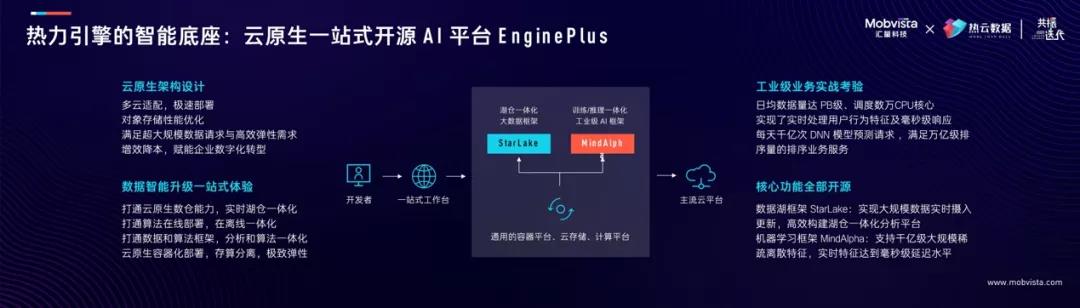 热力引擎的智能底座：云原生一站式开源 AI 平台 EnginePlus
Mobvista
汇量科技
×
热云数据
共振
迭代
云原生架构设计
多云适配，极速部署
对象存储性能优化
满足超大规模数据请求与高效弹性需求
增效降本，赋能企业数字化转型
数据智能升级一站式体验
打通云原生数仓能力，实时湖仓一体化
打通算法在线部署，在离线一体化
打通数据和算法框架，分析和算法一体化
云原生容器化部署，存算分离，极致弹性
开发者
一站式工作台
湖仓一体化
大数据框架
StarLake
训练/推理一体化
工业级 AI 框架
MindAlph
通用的容器平台、云存储、计算平台
主流云平台
工业级业务实战考验
日均数据量达 PB级、调度数万CPU核心
实现了实时处理用户行为特征及毫秒级响应
每天千亿次 DNN 模型预测请求 ，满足万亿级排
序量的排序业务服务
核心功能全部开源
数据湖框架 StarLake：实现大规模数据实时摄入
更新，高效构建湖仓一体化分析平台
机器学习框架 MindAlpha：支持千亿级大规模稀
疏离散特征，实时特征达到毫秒级延迟水平
www.mobvista.com